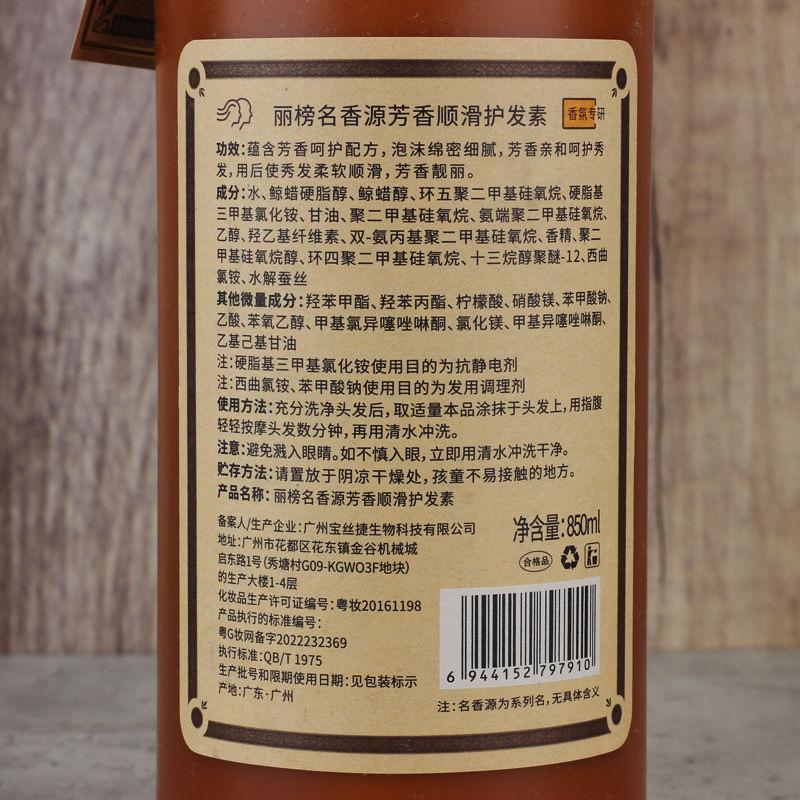 丽榜名香源芳香顺滑护发素
香氛专研
功效:蕴含芳香呵护配方，泡沫绵密细腻，芳香亲和呵护秀
发，用后使秀发柔软顺滑，芳香靓丽。
成分:水、鲸蜡硬脂醇、鲸蜡醇、环五聚二甲基硅氧烷、硬脂基
三甲基氯化铵、甘油、聚二甲基硅氧烷、氨端聚二甲基硅氧烷、
乙醇、羟乙基纤维素、双-氨丙基聚二甲基硅氧烷、香精、聚二
甲基硅氧烷醇、环四聚二甲基硅氧烷、十三烷醇聚醚-12、西曲
氯铵、水解蚕丝
其他微量成分:羟苯甲酯、羟苯丙酯、柠檬酸、硝酸镁、苯甲酸钠、
乙酸、苯氧乙醇、甲基氯异噻唑啉酮、氯化镁、甲基异噻唑啉酮、
乙基己基甘油
注:硬脂基三甲基氯化铵使用目的为抗静电剂
注:西曲氯铵、苯甲酸钠使用目的为发用调理剂
使用方法:充分洗净头发后，取适量本品涂抹于头发上，用指腹
轻轻按摩头发数分钟，再用清水冲洗。
注意:避免溅入眼睛。如不慎入眼，立即用清水冲洗干净。
贮存方法:请置放于阴凉干燥处，孩童不易接触的地方。
产品名称:丽榜名香源芳香顺滑护发素
备案人/生产企业:广州宝丝捷生物科技有限公司
地址:广州市花都区花东镇金谷机械城
启东路1号(秀塘村G09-KGWO3F地块)
的生产大楼1-4层
化妆品生产许可证编号:粤妆20161198
产品执行的标准编号:
粤G妆网备字2022232369
执行标准:QB/T 1975
生产批号和限期使用日期:见包装标示
产地:广东·广州
净含量:850ml
合格品
6 944152 797910
注:名香源为系列名，无具体含义